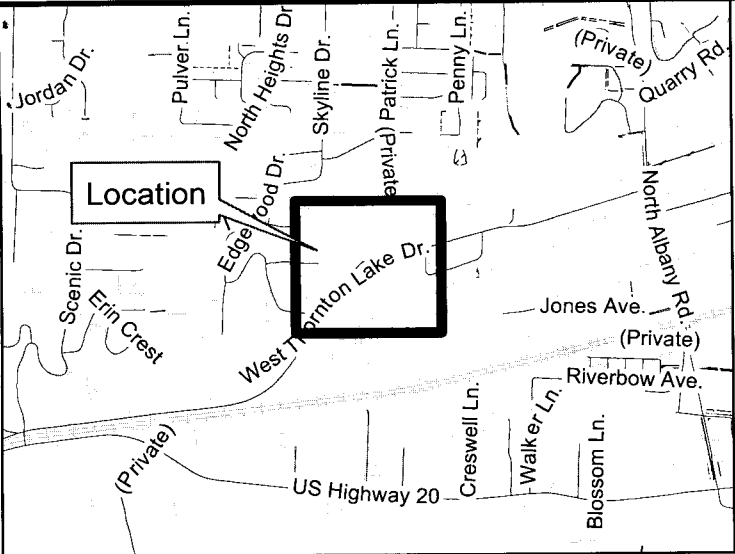 Jordan Dr.
Pulver Ln.
North Heights Dr
Skyline Dr.
Patrick Ln.
(Private
Penny Ln.
(Private)
Quarry Rd.
Location
Edgewood Dr.
Scenic Dr.
Erin Crest
West Thornton Lake Dr.
North Albany Rd.
Jones Ave.
(Private)
Riverbow Ave.
(Private)
US Highway 20
Creswell Ln.
Walker Ln.
Blossom Ln.